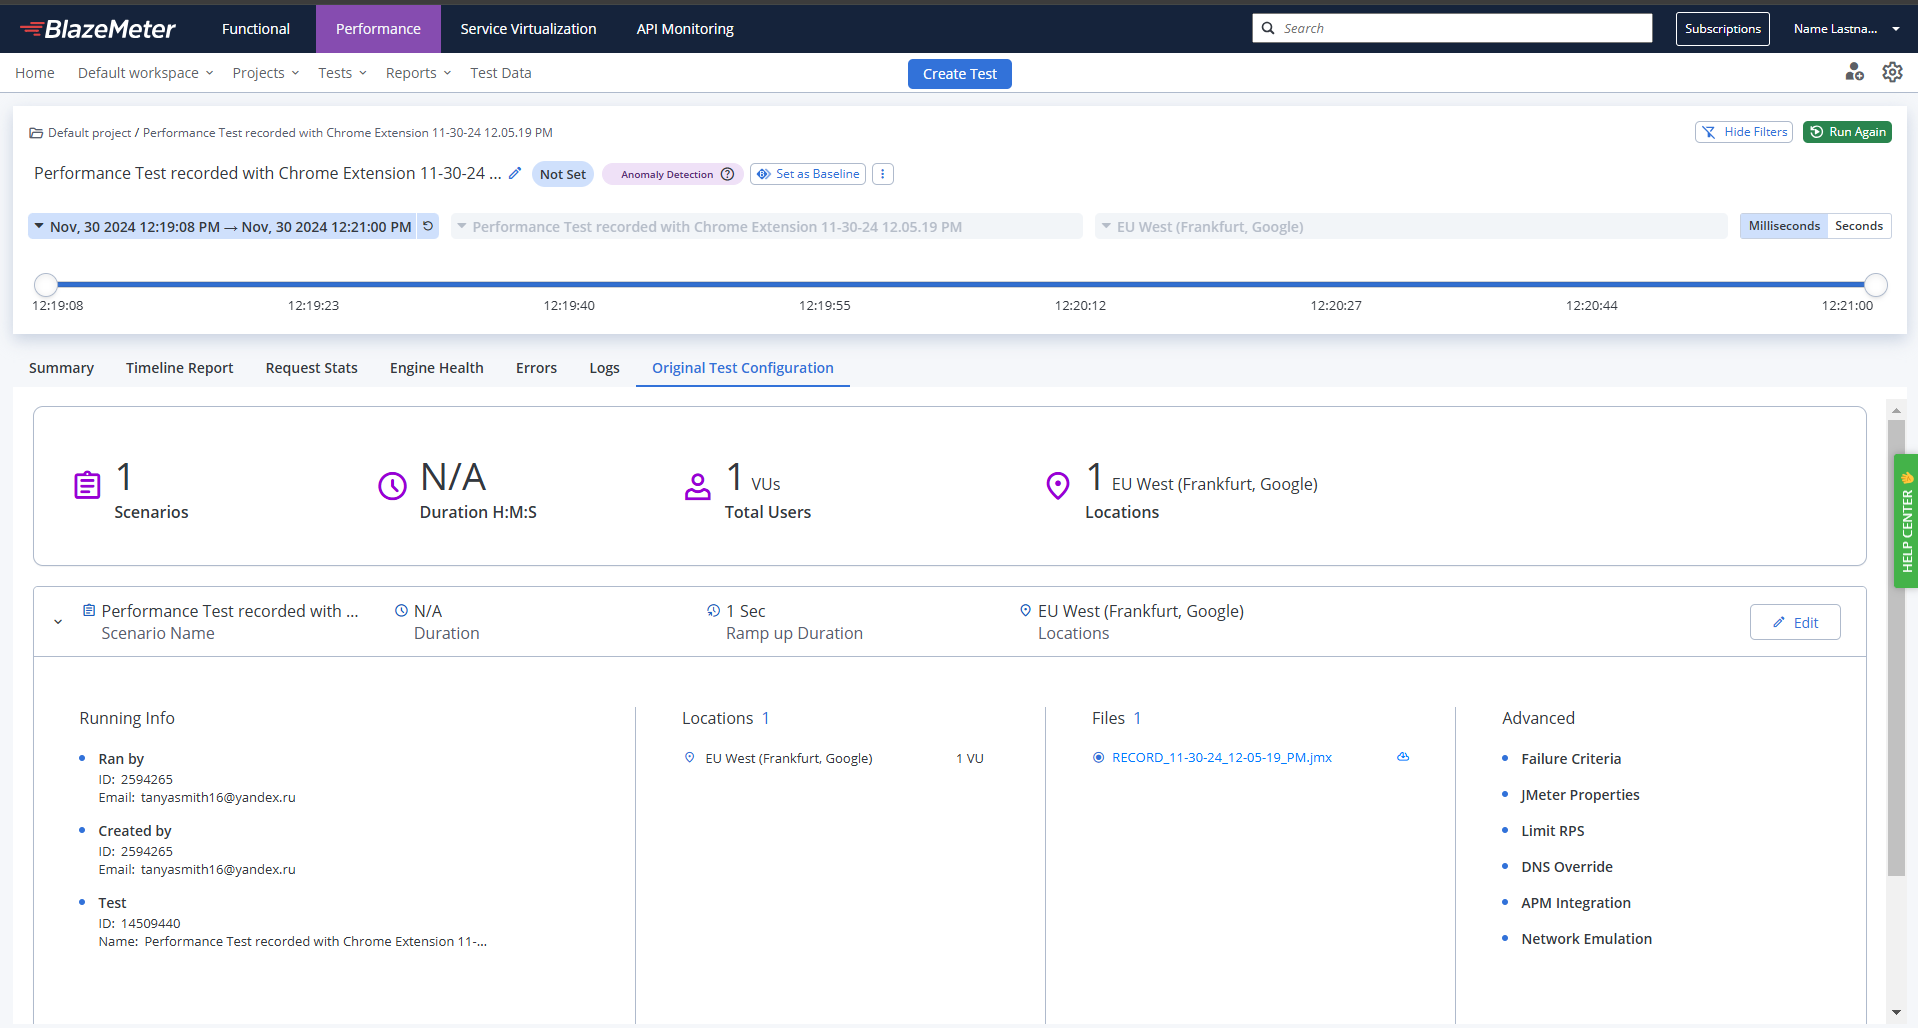 BlazeMeter
Functional
Performance
Service Virtualization
API Monitoring
Search
Subscriptions
Name Lastna...
Home
Default workspace
Projects
Tests
Reports
Test Data
Create Test
Default project / Performance Test recorded with Chrome Extension 11-30-24 12.05.19 PM
Hide Filters
Run Again
Performance Test recorded with Chrome Extension 11-30-24 ...
Not Set
Anomaly Detection
Set as Baseline
Nov, 30 2024 12:19:08 PM → Nov, 30 2024 12:21:00 PM
Performance Test recorded with Chrome Extension 11-30-24 12.05.19 PM
EU West (Frankfurt, Google)
Milliseconds
Seconds
12:19:08
12:19:23
12:19:40
12:19:55
12:20:12
12:20:27
12:20:44
12:21:00
Summary
Timeline Report
Request Stats
Engine Health
Errors
Logs
Original Test Configuration
1
Scenarios
N/A
Duration H:M:S
1 VUs
Total Users
1 EU West (Frankfurt, Google)
Locations
HELP CENTER
Performance Test recorded with ...
Scenario Name
N/A
Duration
1 Sec
Ramp up Duration
EU West (Frankfurt, Google)
Locations
Edit
Running Info
Ran by
ID: 2594265
Email: tanyasmith16@yandex.ru
Created by
ID: 2594265
Email: tanyasmith16@yandex.ru
Test
ID: 14509440
Name: Performance Test recorded with Chrome Extension 11-...
Locations 1
EU West (Frankfurt, Google)
1 VU
Files 1
RECORD_11-30-24_12-05-19_PM.jmx
Advanced
Failure Criteria
JMeter Properties
Limit RPS
DNS Override
APM Integration
Network Emulation